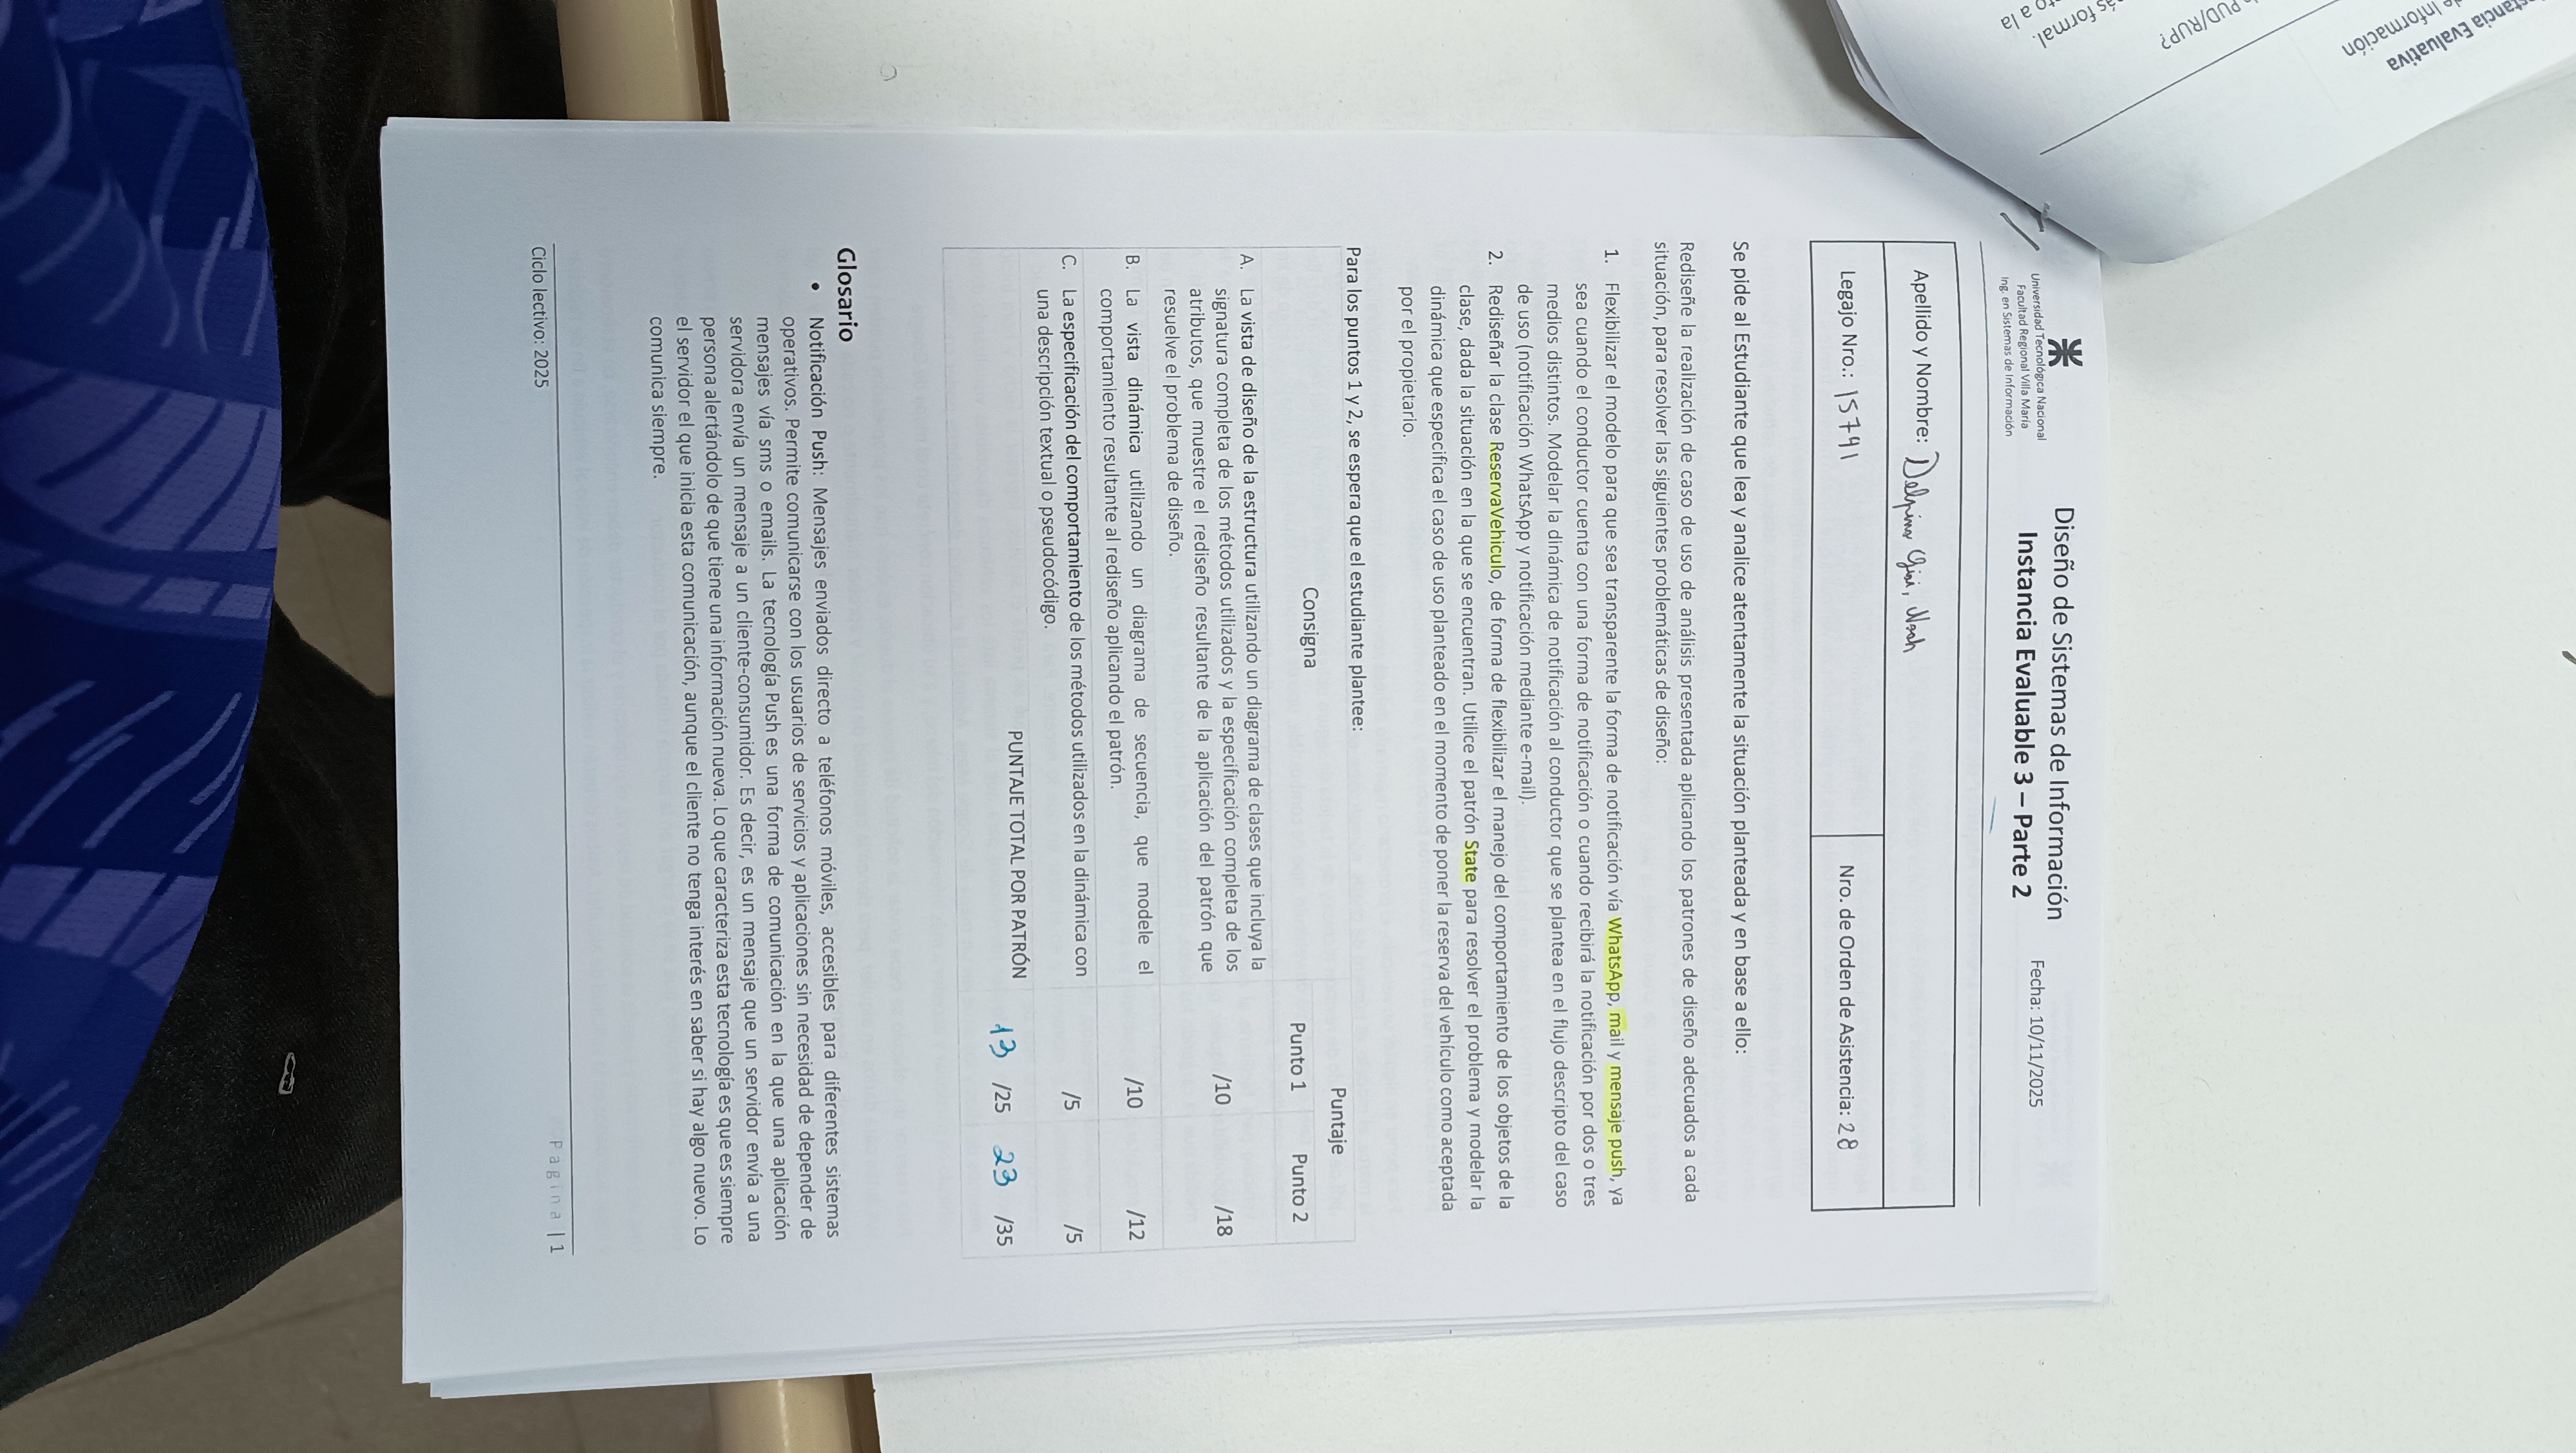 Universidad Tecnológica Nacional
Facultad Regional Villa María
Ing. en Sistemas de Información
Diseño de Sistemas de Información
Instancia Evaluable 3 – Parte 2
Fecha: 10/11/2025
Apellido y Nombre: Delpino Gisi, Noah
Legajo Nro.: 15791
Nro. de Orden de Asistencia: 28
Se pide al Estudiante que lea y analice atentamente la situación planteada y en base a ello:
Rediseñe la realización de caso de uso de análisis presentada aplicando los patrones de diseño adecuados a cada
situación, para resolver las siguientes problemáticas de diseño:
1. Flexibilizar el modelo para que sea transparente la forma de notificación vía WhatsApp, mail y mensaje push, ya
sea cuando el conductor cuenta con una forma de notificación o cuando recibirá la notificación por dos o tres
medios distintos. Modelar la dinámica de notificación al conductor que se plantea en el flujo descripto del caso
de uso (notificación WhatsApp y notificación mediante e-mail).
2. Rediseñar la clase ReservaVehiculo, de forma de flexibilizar el manejo del comportamiento de los objetos de la
clase, dada la situación en la que se encuentran. Utilice el patrón State para resolver el problema y modelar la
dinámica que especifica el caso de uso planteado en el momento de poner la reserva del vehículo como aceptada
por el propietario.
Para los puntos 1 y 2, se espera que el estudiante plantee:
Consigna
Puntaje
Punto 1
Punto 2
A. La vista de diseño de la estructura utilizando un diagrama de clases que incluya la
signatura completa de los métodos utilizados y la especificación completa de los
atributos, que muestre el rediseño resultante de la aplicación del patrón que
resuelve el problema de diseño.
/10
/18
B. La vista dinámica utilizando un diagrama de secuencia, que modele el
comportamiento resultante al rediseño aplicando el patrón.
/10
/12
C. La especificación del comportamiento de los métodos utilizados en la dinámica con
una descripción textual o pseudocódigo.
/5
/5
PUNTAJE TOTAL POR PATRÓN
13 /25
23 /35
Glosario
• Notificación Push: Mensajes enviados directo a teléfonos móviles, accesibles para diferentes sistemas
operativos. Permite comunicarse con los usuarios de servicios y aplicaciones sin necesidad de depender de
mensajes vía sms o emails. La tecnología Push es una forma de comunicación en la que una aplicación
servidora envía un mensaje a un cliente-consumidor. Es decir, es un mensaje que un servidor envía a una
persona alertándolo de que tiene una información nueva. Lo que caracteriza esta tecnología es que es siempre
el servidor el que inicia esta comunicación, aunque el cliente no tenga interés en saber si hay algo nuevo. Lo
comunica siempre.
Ciclo lectivo: 2025
Pagina | 1
Evaluativa
Información
PUD/RUP?
formal.
a la